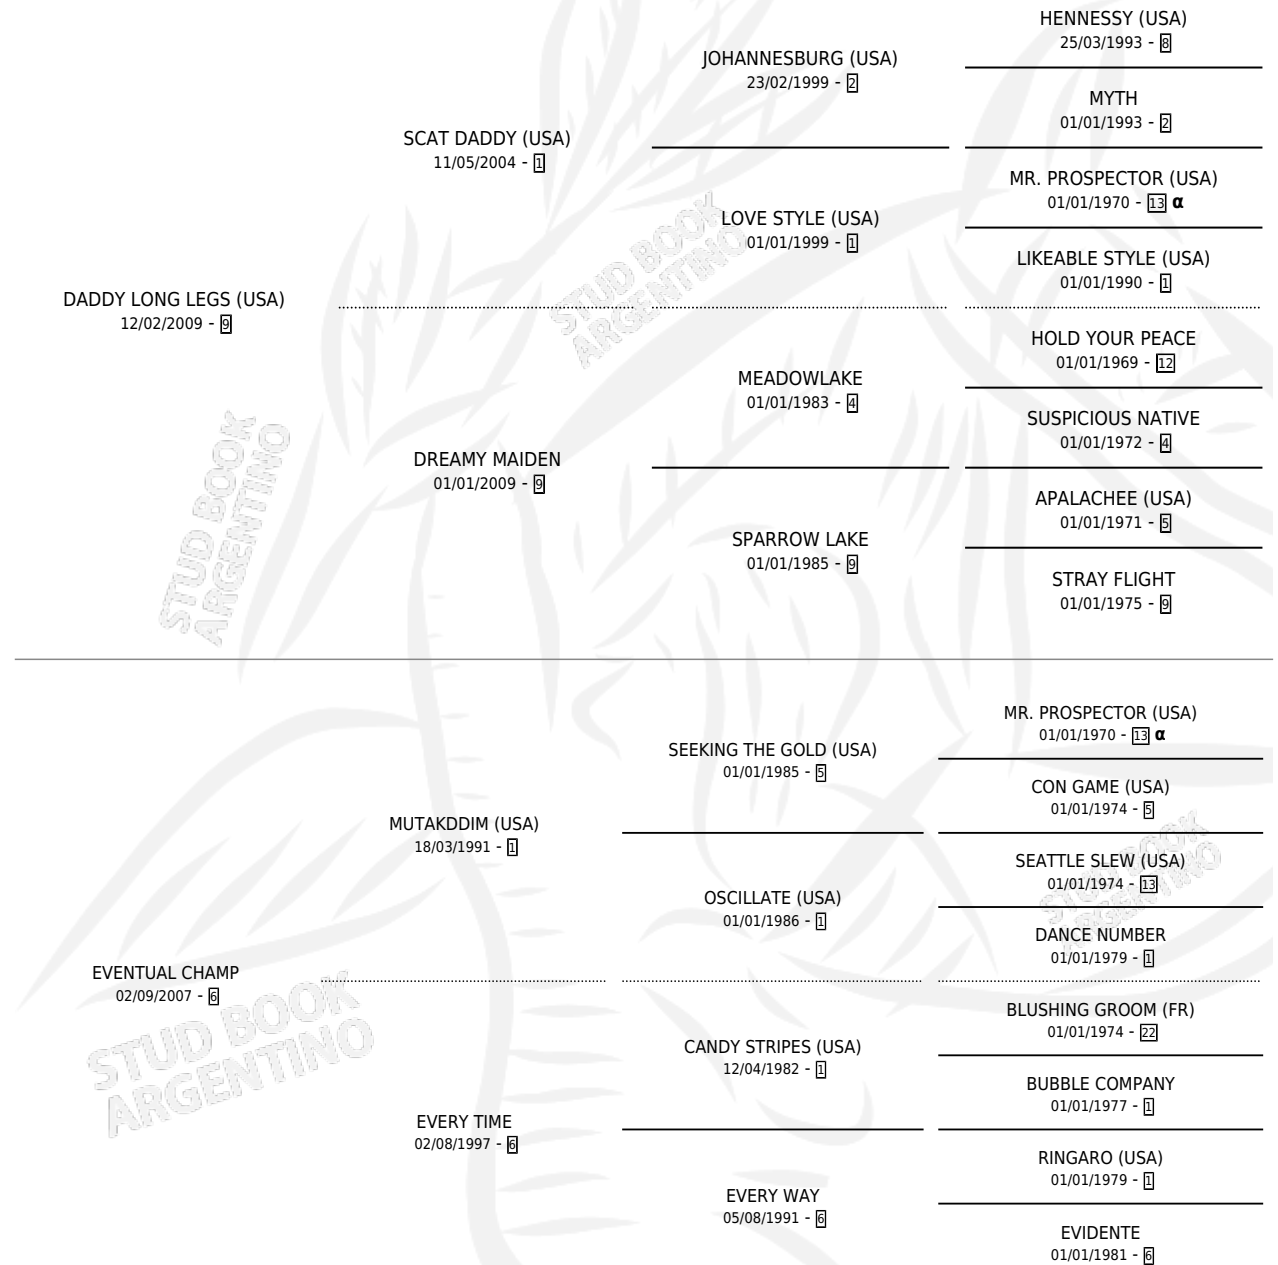 HENNESSY (USA)
25/03/1993 - 8
JOHANNESBURG (USA)
23/02/1999 - 2
MYTH
01/01/1993 - 2
SCAT DADDY (USA)
11/05/2004 - 1
MR. PROSPECTOR (USA)
01/01/1970 - 13 α
LOVE STYLE (USA)
01/01/1999 - 1
LIKEABLE STYLE (USA)
01/01/1990 - 1
STUD BOOK
ARGENTINO
DADDY LONG LEGS (USA)
12/02/2009 - 9
HOLD YOUR PEACE
01/01/1969 - 12
MEADOWLAKE
01/01/1983 - 4
SUSPICIOUS NATIVE
01/01/1972 - 4
DREAMY MAIDEN
01/01/2009 - 9
APALACHEE (USA)
01/01/1971 - 5
SPARROW LAKE
01/01/1985 - 9
STRAY FLIGHT
01/01/1975 - 9
STUD BOOK
ARGENTINO
MR. PROSPECTOR (USA)
01/01/1970 - 13 α
SEEKING THE GOLD (USA)
01/01/1985 - 5
CON GAME (USA)
01/01/1974 - 5
MUTAKDDIM (USA)
18/03/1991 - 1
SEATTLE SLEW (USA)
01/01/1974 - 13
OSCILLATE (USA)
01/01/1986 - 1
DANCE NUMBER
01/01/1979 - 1
STUD BOOK
ARGENTINO
EVENTUAL CHAMP
02/09/2007 - 6
BLUSHING GROOM (FR)
01/01/1974 - 22
CANDY STRIPES (USA)
12/04/1982 - 1
BUBBLE COMPANY
01/01/1977 - 1
EVERY TIME
02/08/1997 - 6
RINGARO (USA)
01/01/1979 - 1
EVERY WAY
05/08/1991 - 6
EVIDENTE
01/01/1981 - 6
STUD BOOK
ARGENTINO